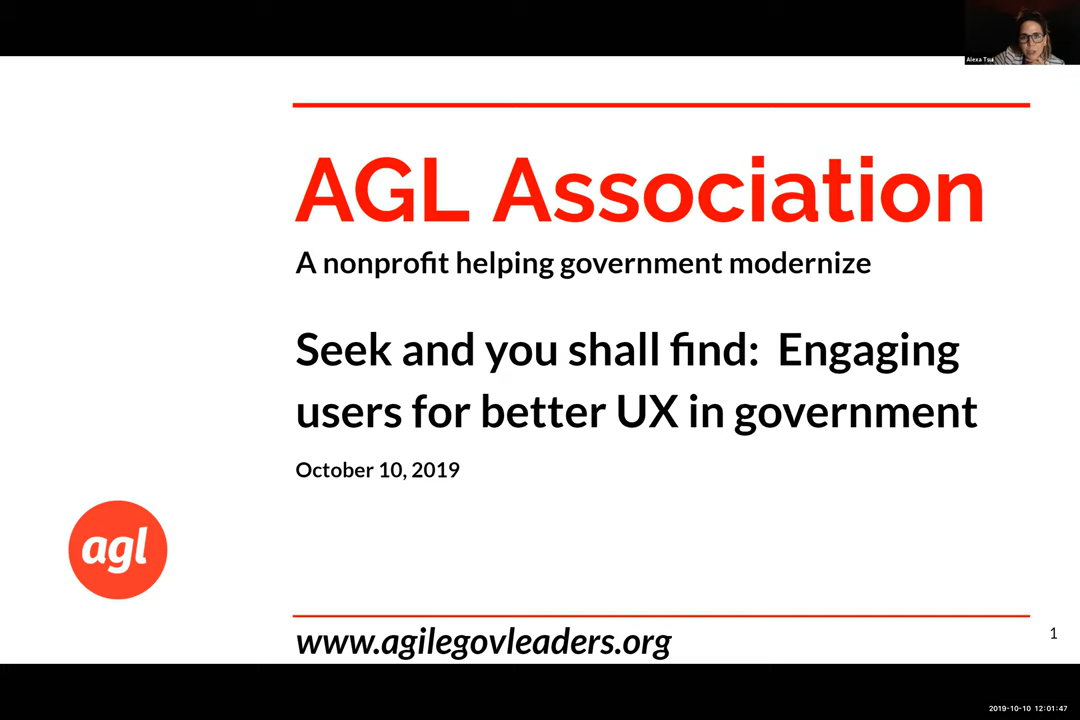 Alexa Tsui
AGL Association
A nonprofit helping government modernize
Seek and you shall find:  Engaging
users for better UX in government
October 10, 2019
agl
www.agilegovleaders.org
1
2019-10-10 12:01:47